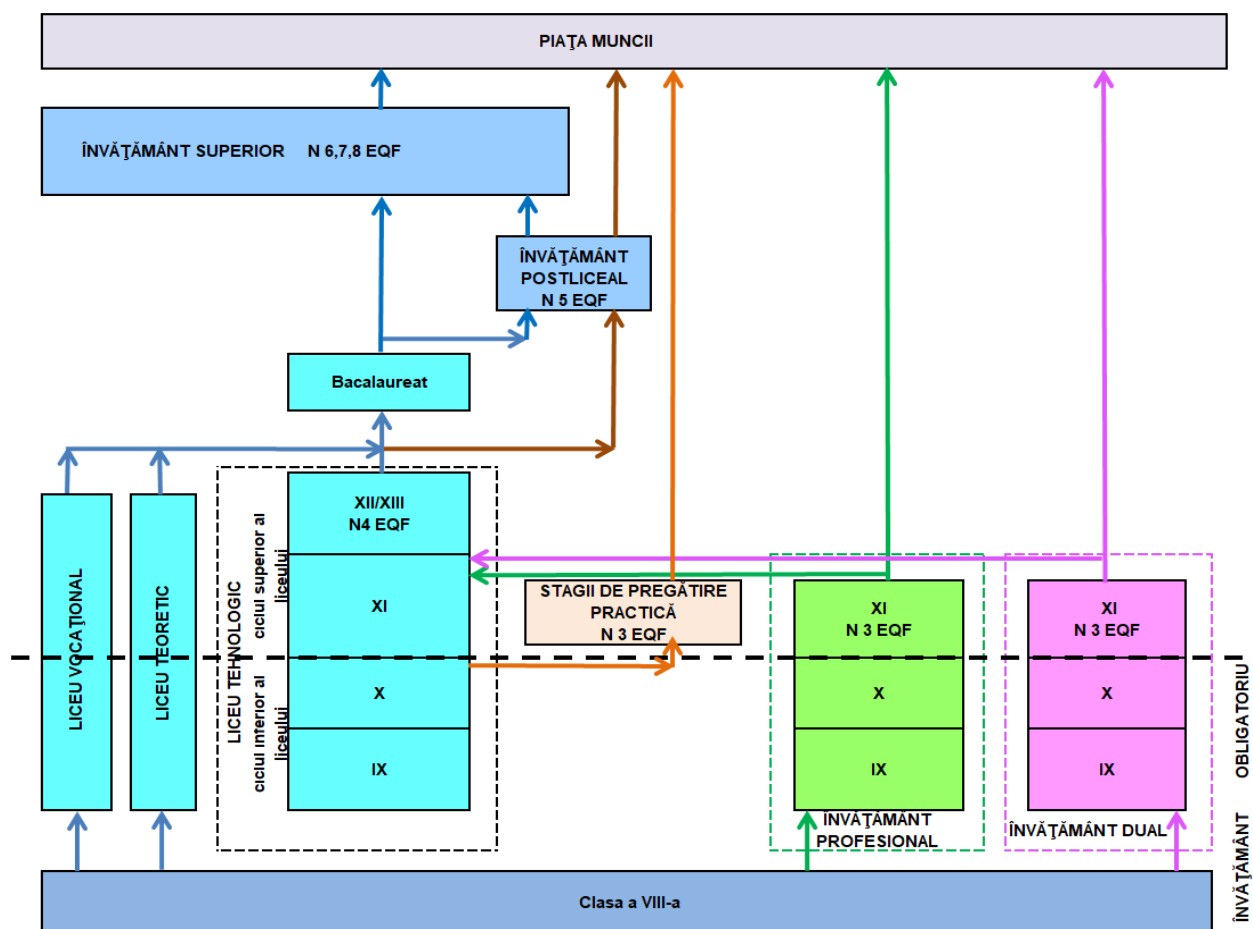 PIAŢA MUNCII
ÎNVĂŢĂMÂNT SUPERIOR N 6,7,8 EQF
ÎNVĂŢĂMÂNT
POSTLICEAL
N 5 EQF
Bacalaureat
LICEU VOCAŢIONAL
LICEU TEORETIC
LICEU TEHNOLOGIC
ciclul superior al
liceului
ciclul inferior al
liceului
XII/XIII
N4 EQF
XI
X
IX
STAGII DE PREGĂTIRE
PRACTICĂ
N 3 EQF
XI
N 3 EQF
X
IX
ÎNVĂŢĂMÂNT
PROFESIONAL
XI
N 3 EQF
X
IX
ÎNVĂŢĂMÂNT DUAL
ÎNVĂŢĂMÂNT OBLIGATORIU
Clasa a VIII-a